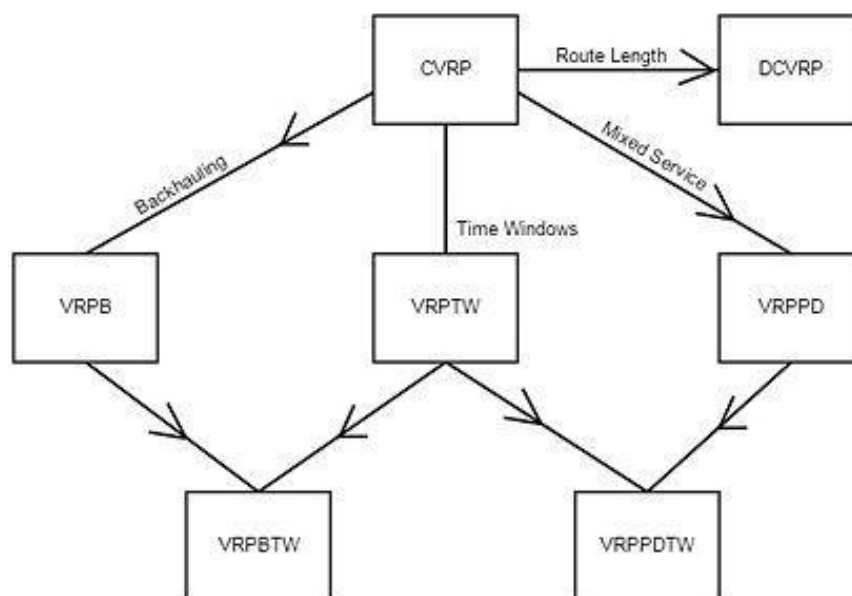 CVRP
Route Length
DCVRP
Backhauling
Mixed Service
Time Windows
VRPB
VRPTW
VRPPD
VRPBTW
VRPPDTW